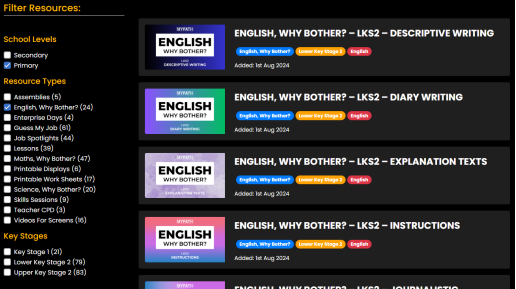 Filter Resources:
School Levels
Secondary
Primary
Resource Types
Assemblies (5)
English, Why Bother? (24)
Enterprise Days (4)
Guess My Job (61)
Job Spotlights (44)
Lessons (39)
Maths, Why Bother? (47)
Printable Displays (6)
Printable Work Sheets (17)
Science, Why Bother? (20)
Skills Sessions (9)
Teacher CPD (3)
Videos For Screens (16)
Key Stages
Key Stage 1 (21)
Lower Key Stage 2 (79)
Upper Key Stage 2 (83)
MYPATH
ENGLISH
WHY BOTHER?
LKS2
DESCRIPTIVE WRITING
ENGLISH, WHY BOTHER? – LKS2 – DESCRIPTIVE WRITING
English, Why Bother? Lower Key Stage 2 English
Added: 1st Aug 2024
MYPATH
ENGLISH
WHY BOTHER?
LKS2
DIARY WRITING
ENGLISH, WHY BOTHER? – LKS2 – DIARY WRITING
English, Why Bother? Lower Key Stage 2 English
Added: 1st Aug 2024
MYPATH
ENGLISH
WHY BOTHER?
LKS2
EXPLANATION TEXTS
ENGLISH, WHY BOTHER? – LKS2 – EXPLANATION TEXTS
English, Why Bother? Lower Key Stage 2 English
Added: 1st Aug 2024
MYPATH
ENGLISH
WHY BOTHER?
LKS2
INSTRUCTIONS
ENGLISH, WHY BOTHER? – LKS2 – INSTRUCTIONS
English, Why Bother? Lower Key Stage 2 English
Added: 1st Aug 2024
MYPATH
ENGLISH, WHY BOTHER? – LKS2 – JOURNALISTIC